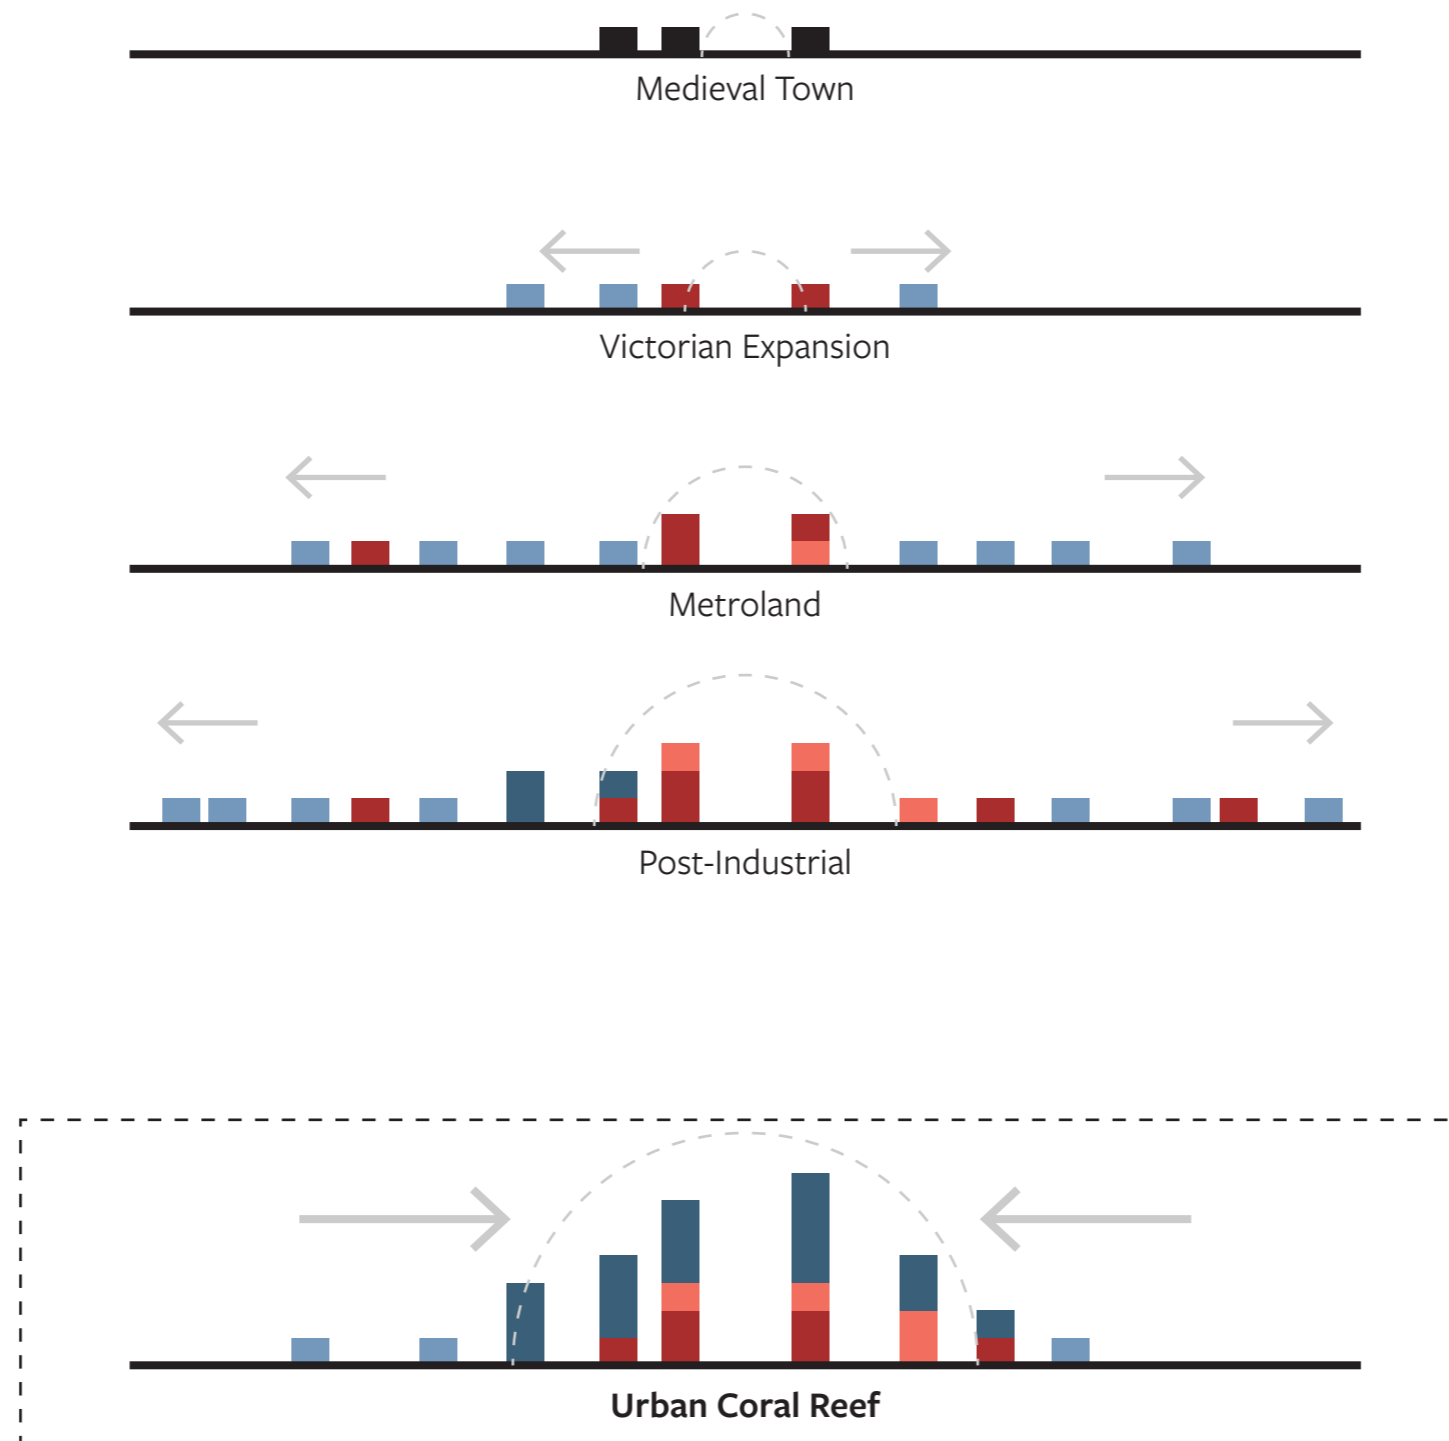 Medieval Town
Victorian Expansion
Metroland
Post-Industrial
Urban Coral Reef